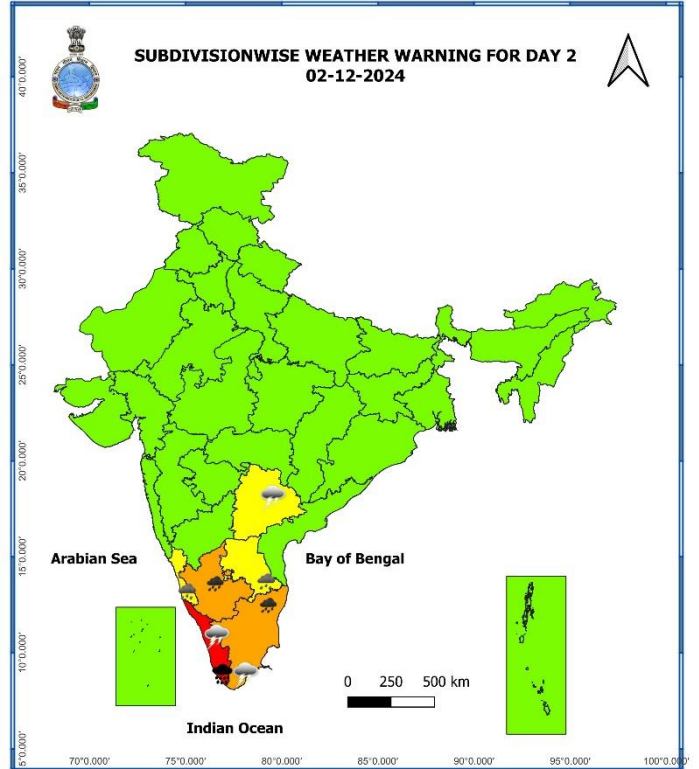 SUBDIVISIONWISE WEATHER WARNING FOR DAY 2
02-12-2024
40°0.000'
35°0.000'
30°0.000'
25°0.000'
20°0.000'
15°0.000'
10°0.000'
5°0.000'
Arabian Sea
Bay of Bengal
0 250 500 km
Indian Ocean
70°0.000' 75°0.000' 80°0.000' 85°0.000' 90°0.000' 95°0.000' 100°0.000'